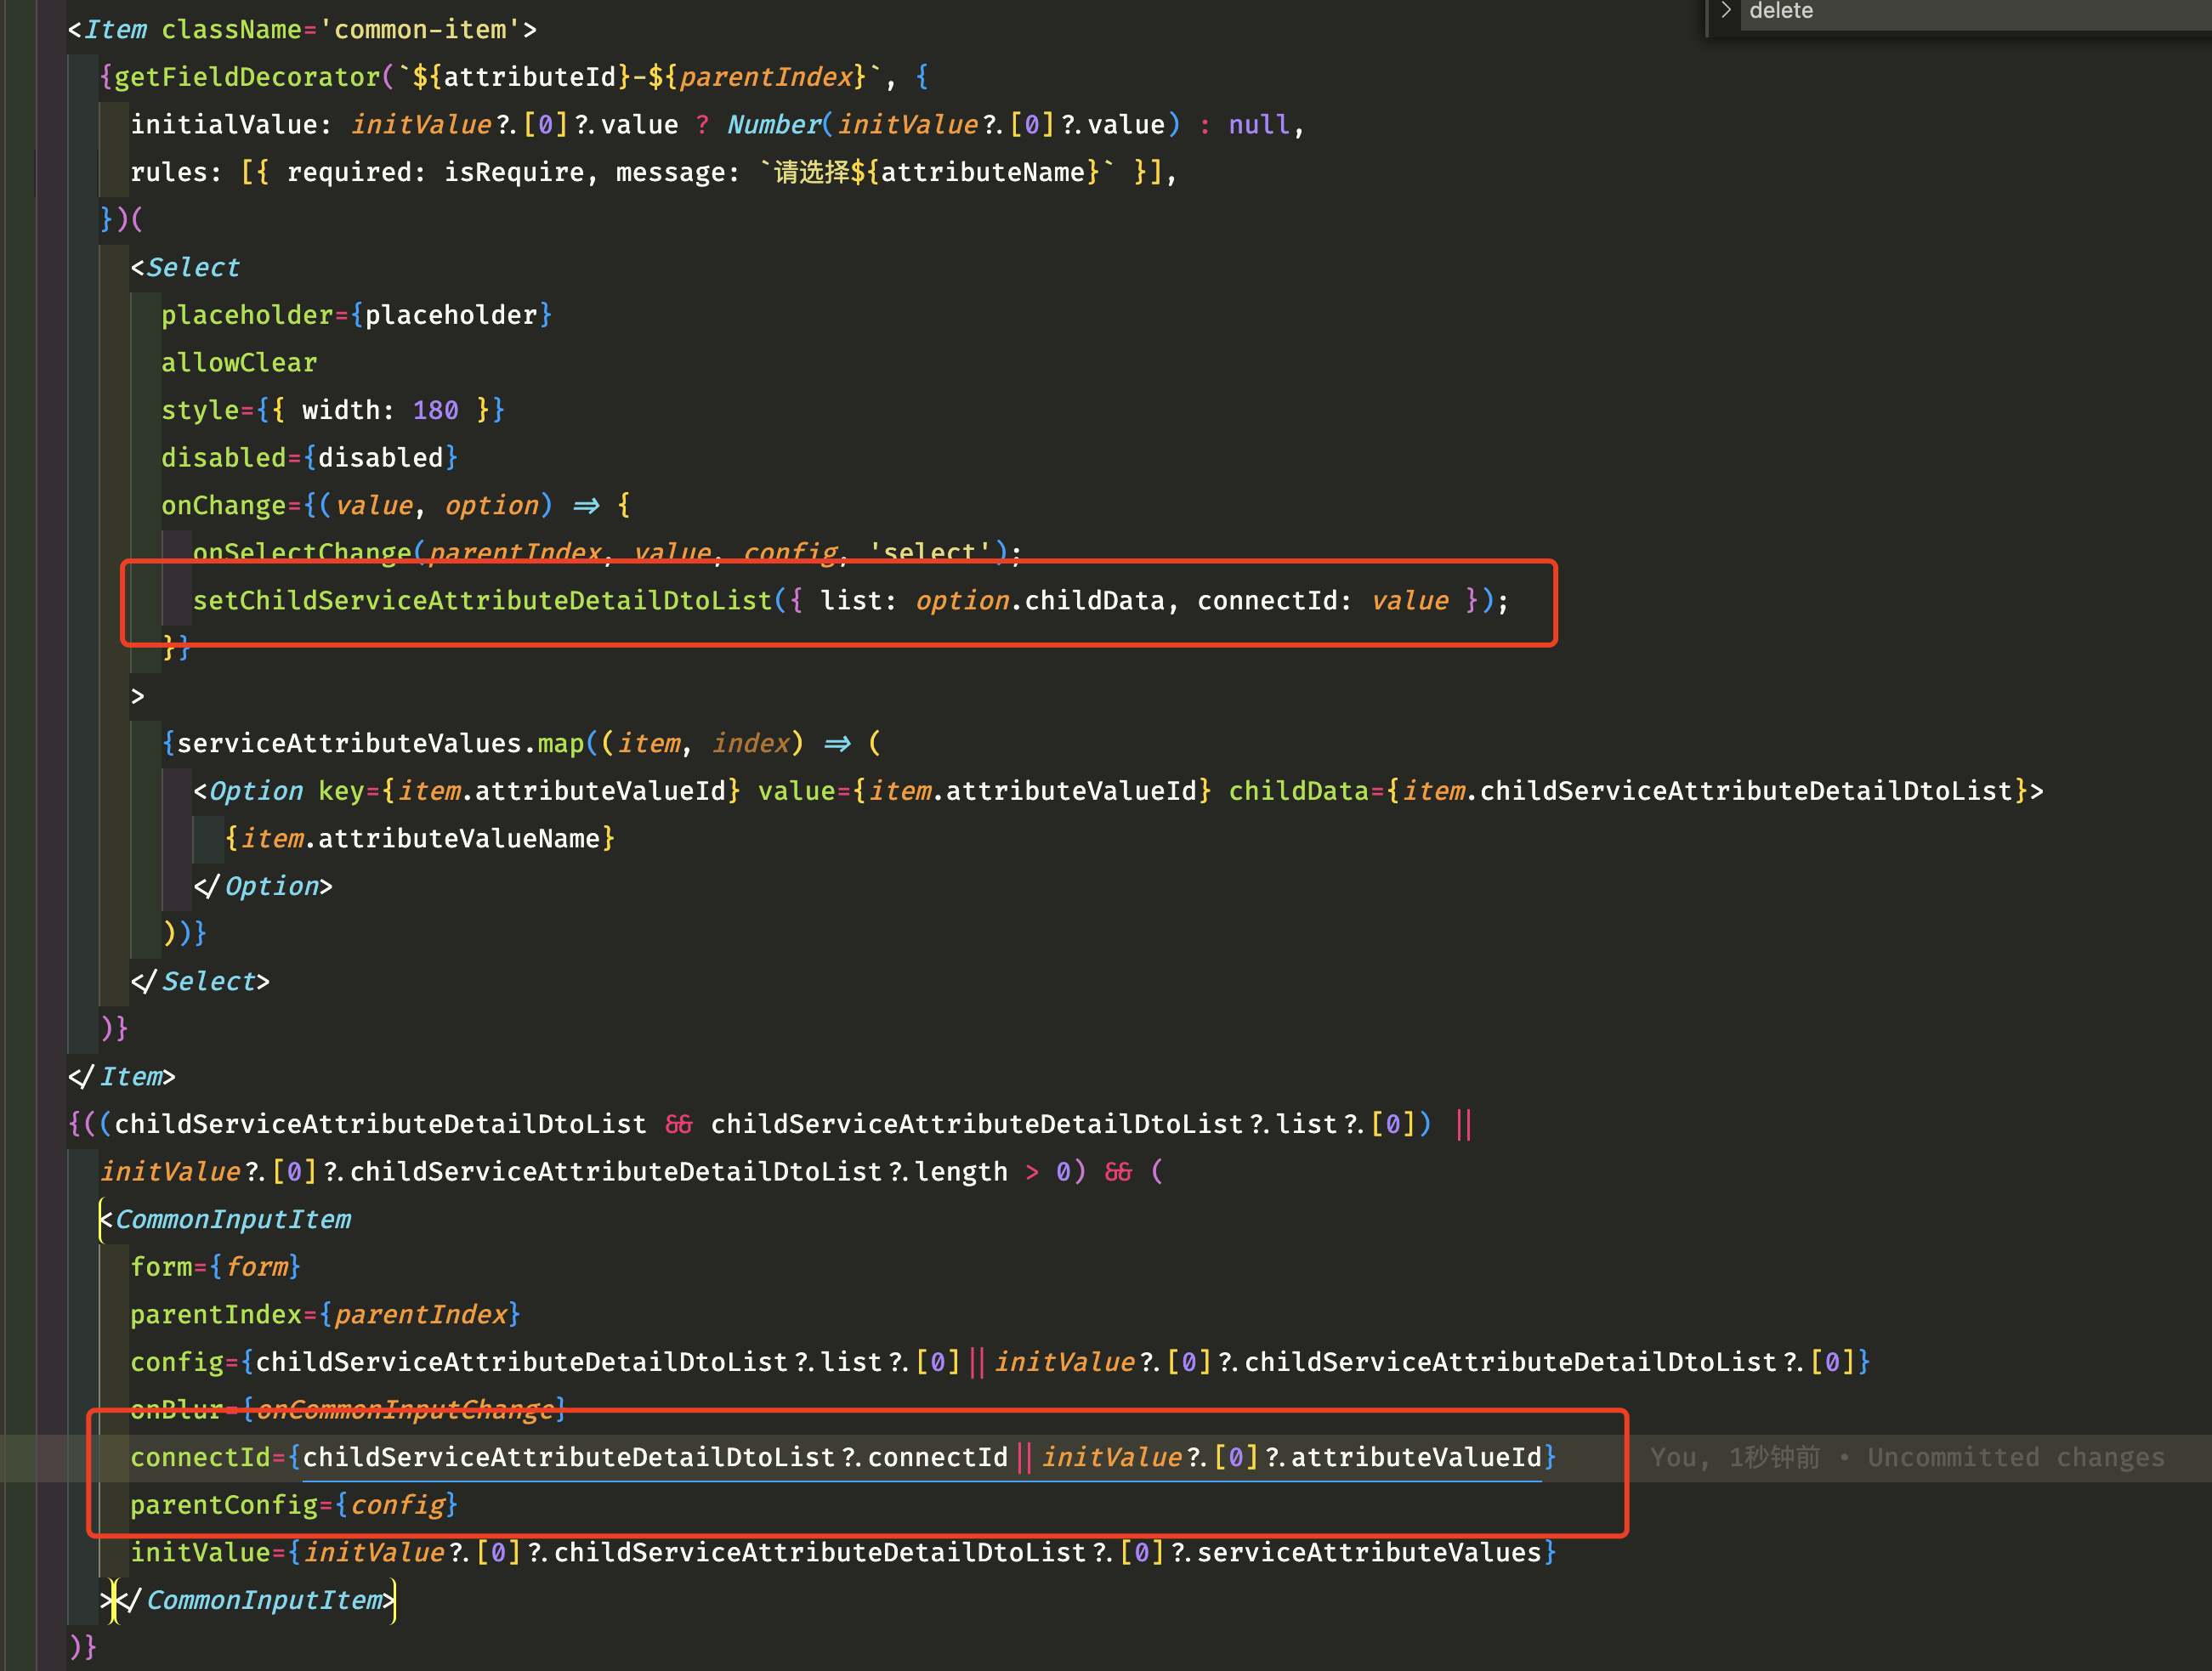 delete
<Item className='common-item'>
{getFieldDecorator(`${attributeId}-${parentIndex}`, {
initialValue: initValue?.[0]?.value ? Number(initValue?.[0]?.value) : null,
rules: [{ required: isRequire, message: `请选择${attributeName}` }],
})(
<Select
placeholder={placeholder}
allowClear
style={{ width: 180 }}
disabled={disabled}
onChange={(value, option) => {
onSelectChange(parentIndex, value, config, 'select');
setChildServiceAttributeDetailDtoList({ list: option.childData, connectId: value });
}}
>
{serviceAttributeValues.map((item, index) => (
<Option key={item.attributeValueId} value={item.attributeValueId} childData={item.childServiceAttributeDetailDtoList}>
{item.attributeValueName}
</Option>
))}
</Select>
)}
</Item>
{((childServiceAttributeDetailDtoList && childServiceAttributeDetailDtoList?.list?.[0]) ||
initValue?.[0]?.childServiceAttributeDetailDtoList?.length > 0) && (
<CommonInputItem
form={form}
parentIndex={parentIndex}
config={childServiceAttributeDetailDtoList?.list?.[0]||initValue?.[0]?.childServiceAttributeDetailDtoList?.[0]}
onBlur={onCommonInputChange}
connectId={childServiceAttributeDetailDtoList?.connectId||initValue?.[0]?.attributeValueId} You, 1秒钟前 • Uncommitted changes
parentConfig={config}
initValue={initValue?.[0]?.childServiceAttributeDetailDtoList?.[0]?.serviceAttributeValues}
></CommonInputItem>
)}